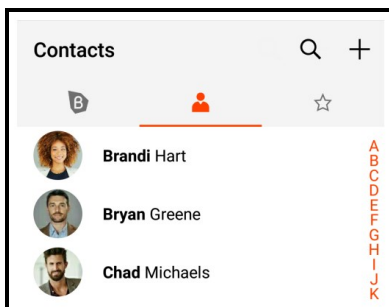 Contacts
B
Brandi Hart
Bryan Greene
Chad Michaels
A
B
C
D
E
F
G
H
I
J
K